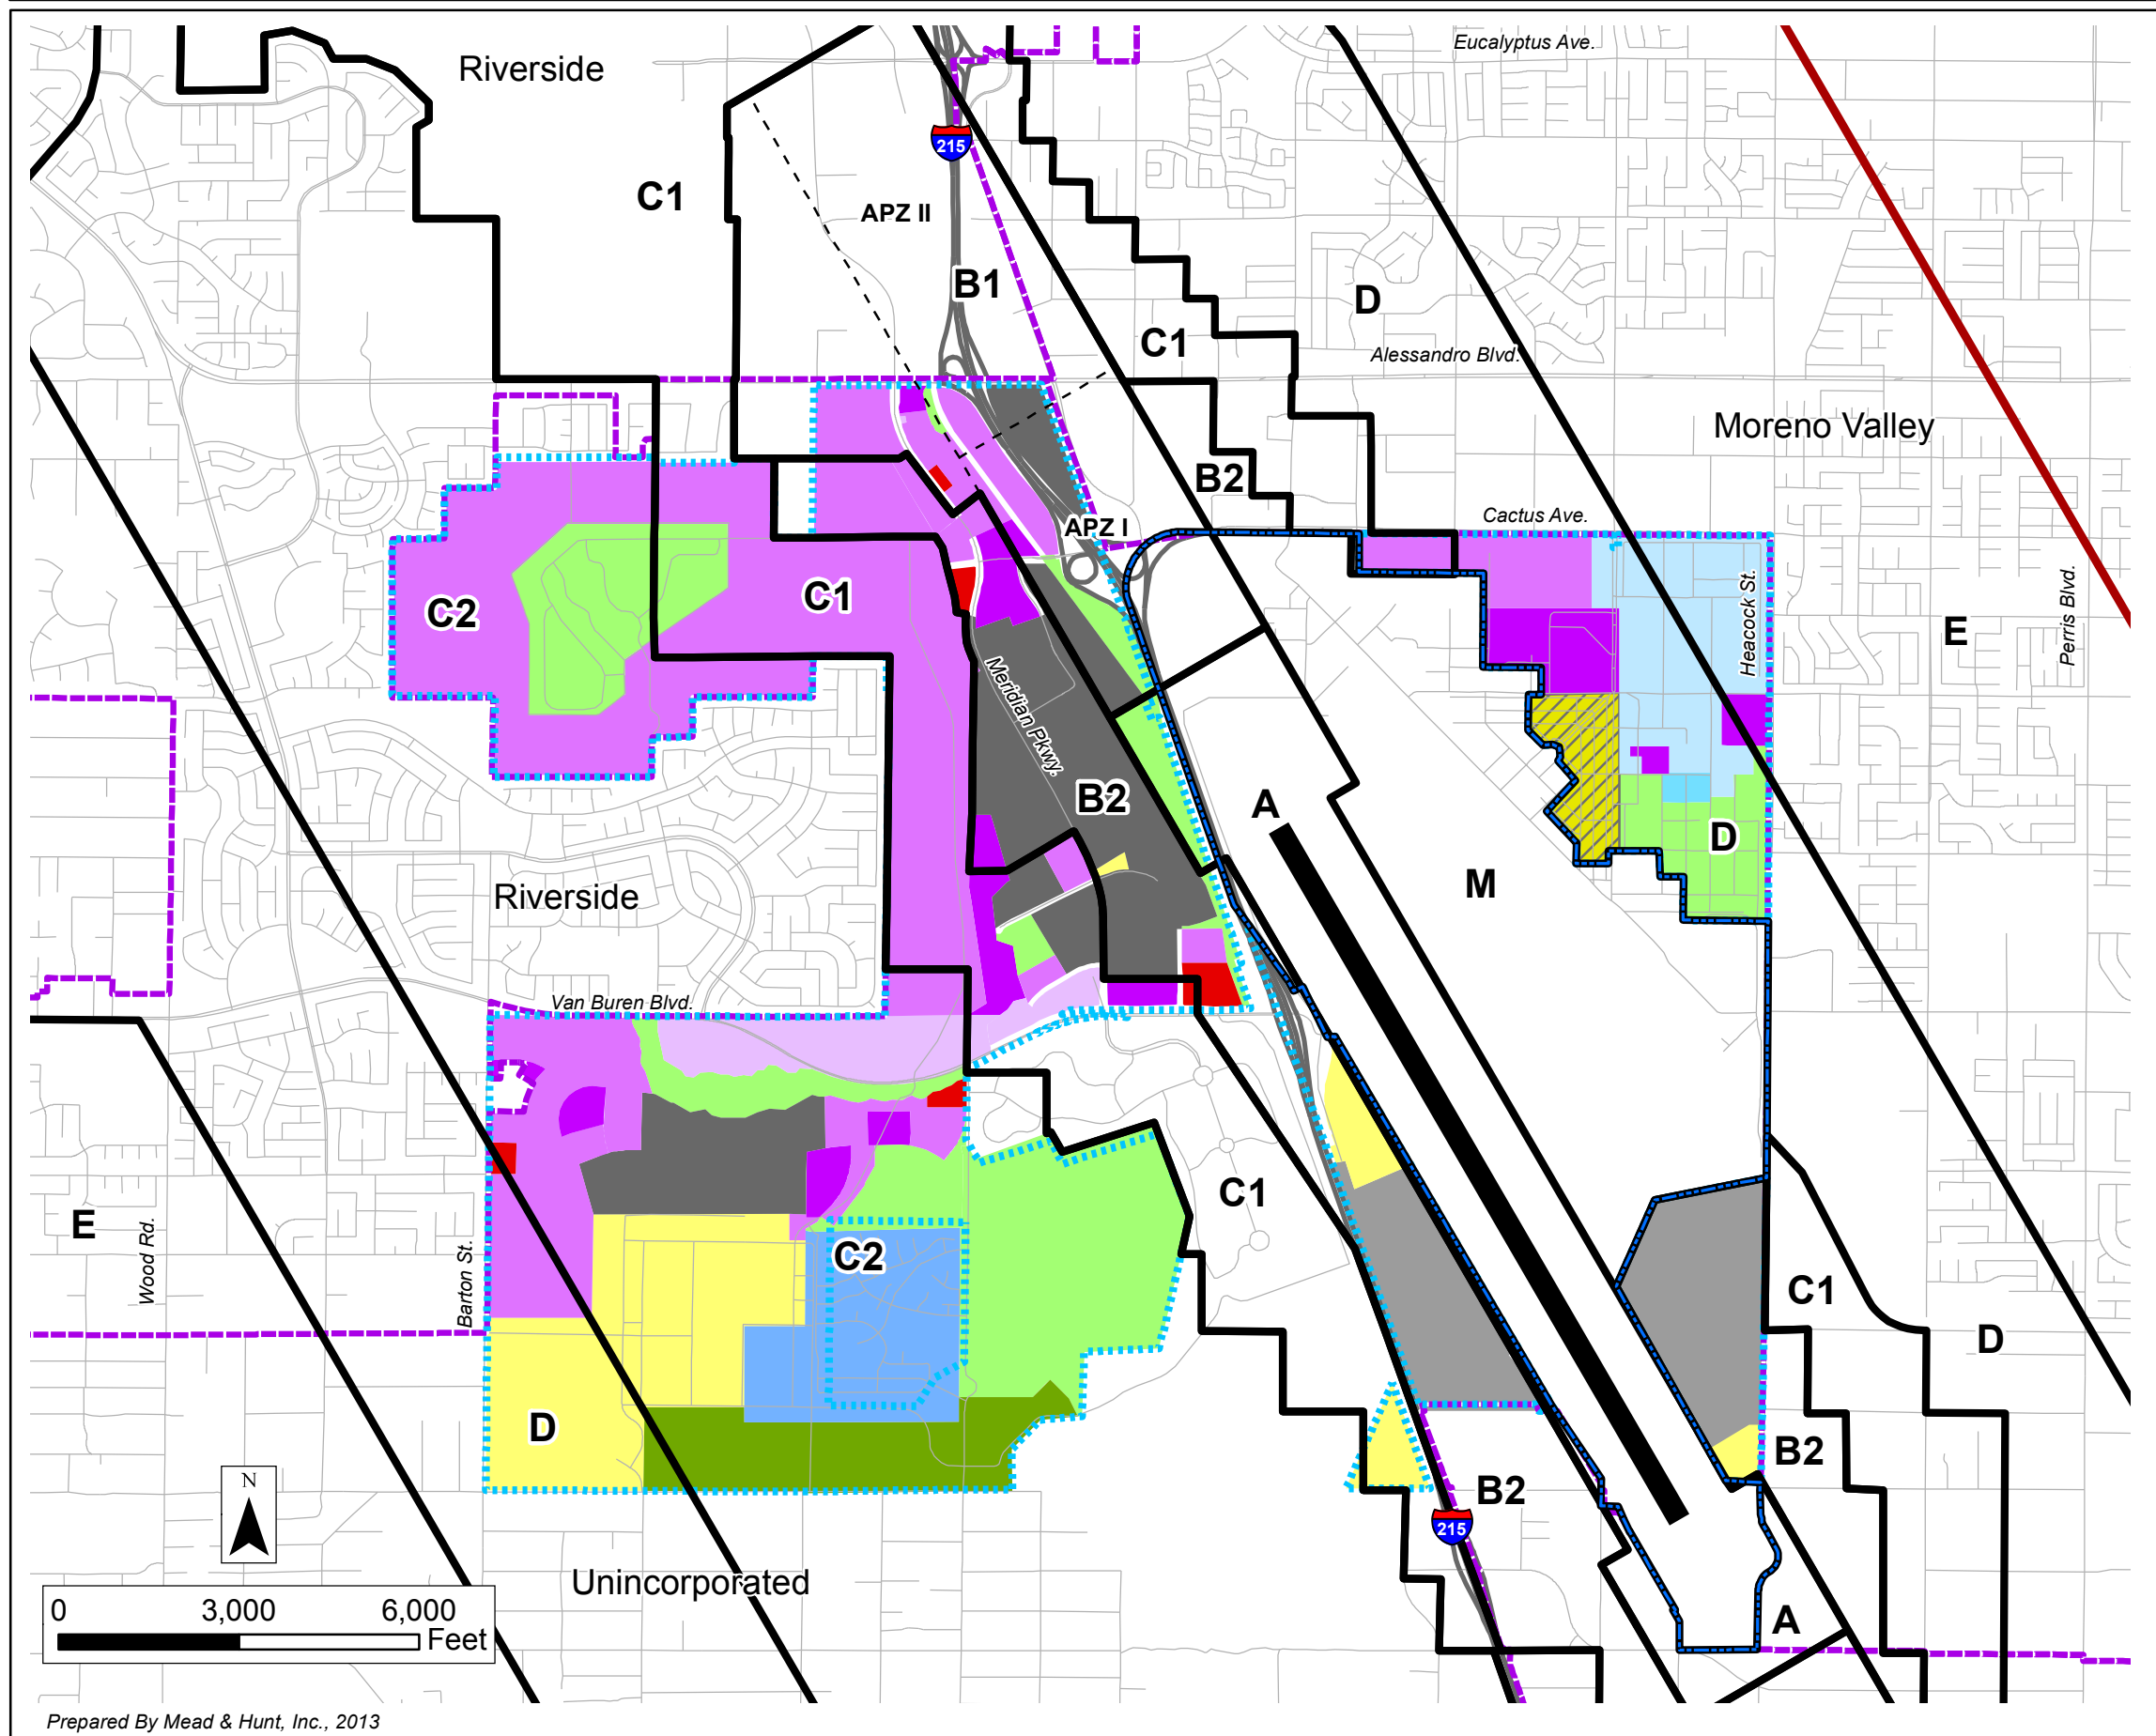 Eucalyptus Ave.
Riverside
215
C1
APZ II
B1
D
C1
Alessandro Blvd.
Moreno Valley
B2
Cactus Ave.
APZ I
C2
C1
Heacock St.
Perris Blvd.
E
Meridian Pkwy.
B2
A
D
M
Riverside
Van Buren Blvd.
C1
E
Wood Rd.
Barton St.
C2
C1
D
D
B2
B2
N
215
Unincorporated
A
0 3,000 6,000
Feet
Prepared By Mead & Hunt, Inc., 2013